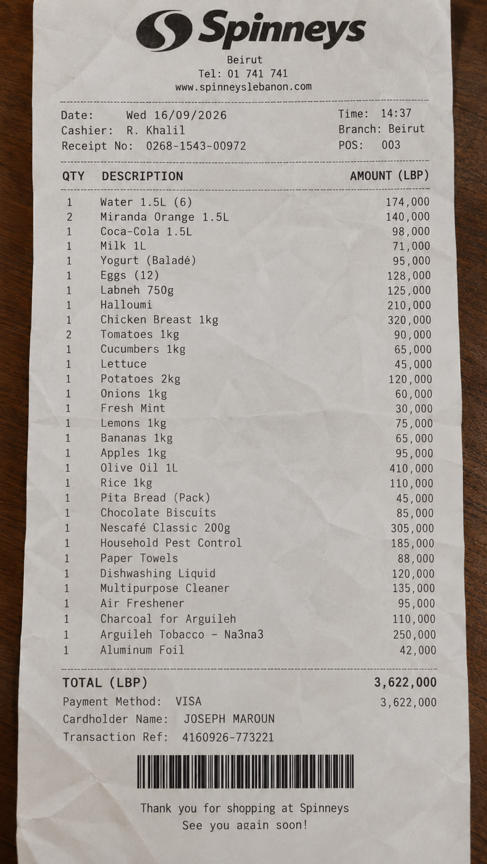 Spinneys
Beirut
Tel: 01 741 741
www.spinneyslebanon.com
Date: Wed 16/09/2026 Time: 14:37
Cashier: R. Khalil Branch: Beirut
Receipt No: 0268-1543-00972 POS: 003
QTY DESCRIPTION AMOUNT (LBP)
1 Water 1.5L (6) 174,000
2 Miranda Orange 1.5L 140,000
1 Coca-Cola 1.5L 98,000
1 Milk 1L 71,000
1 Yogurt (Baladé) 95,000
1 Eggs (12) 128,000
1 Labneh 750g 125,000
1 Halloumi 210,000
1 Chicken Breast 1kg 320,000
2 Tomatoes 1kg 90,000
1 Cucumbers 1kg 65,000
1 Lettuce 45,000
1 Potatoes 2kg 120,000
1 Onions 1kg 60,000
1 Fresh Mint 30,000
1 Lemons 1kg 75,000
1 Bananas 1kg 65,000
1 Apples 1kg 95,000
1 Olive Oil 1L 410,000
1 Rice 1kg 110,000
1 Pita Bread (Pack) 45,000
1 Chocolate Biscuits 85,000
1 Nescafé Classic 200g 305,000
1 Household Pest Control 185,000
1 Paper Towels 88,000
1 Dishwashing Liquid 120,000
1 Multipurpose Cleaner 135,000
1 Air Freshener 95,000
1 Charcoal for Arguileh 110,000
1 Arguileh Tobacco - Na3na3 250,000
1 Aluminum Foil 42,000
TOTAL (LBP) 3,622,000
Payment Method: VISA 3,622,000
Cardholder Name: JOSEPH MAROUN
Transaction Ref: 4160926-773221
Thank you for shopping at Spinneys
See you again soon!